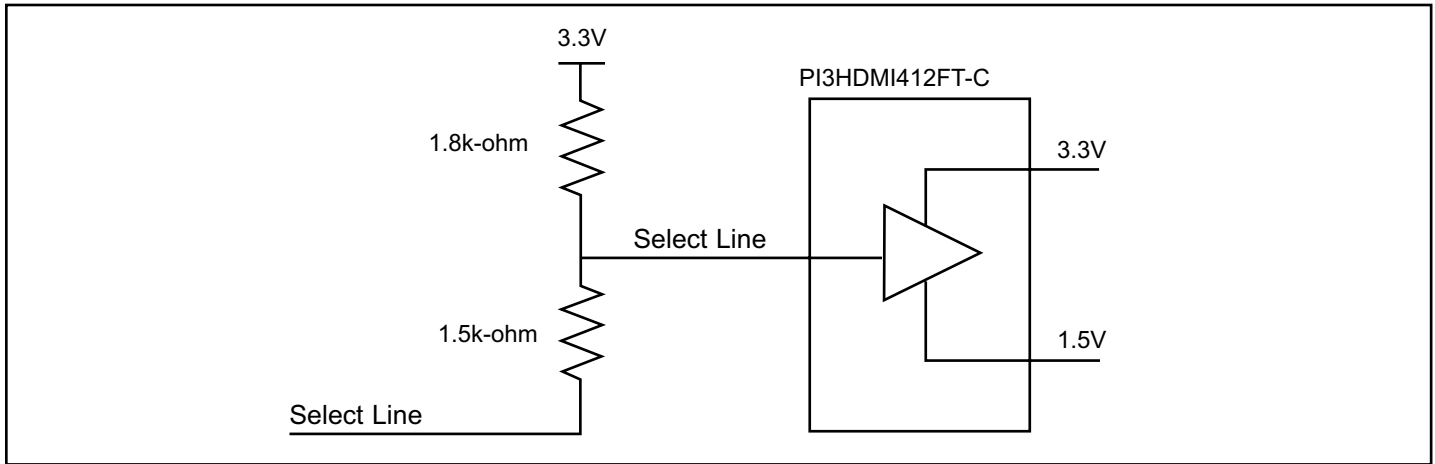 3.3V
PI3HDMI412FT-C
1.8k-ohm
3.3V
Select Line
1.5k-ohm
1.5V
Select Line